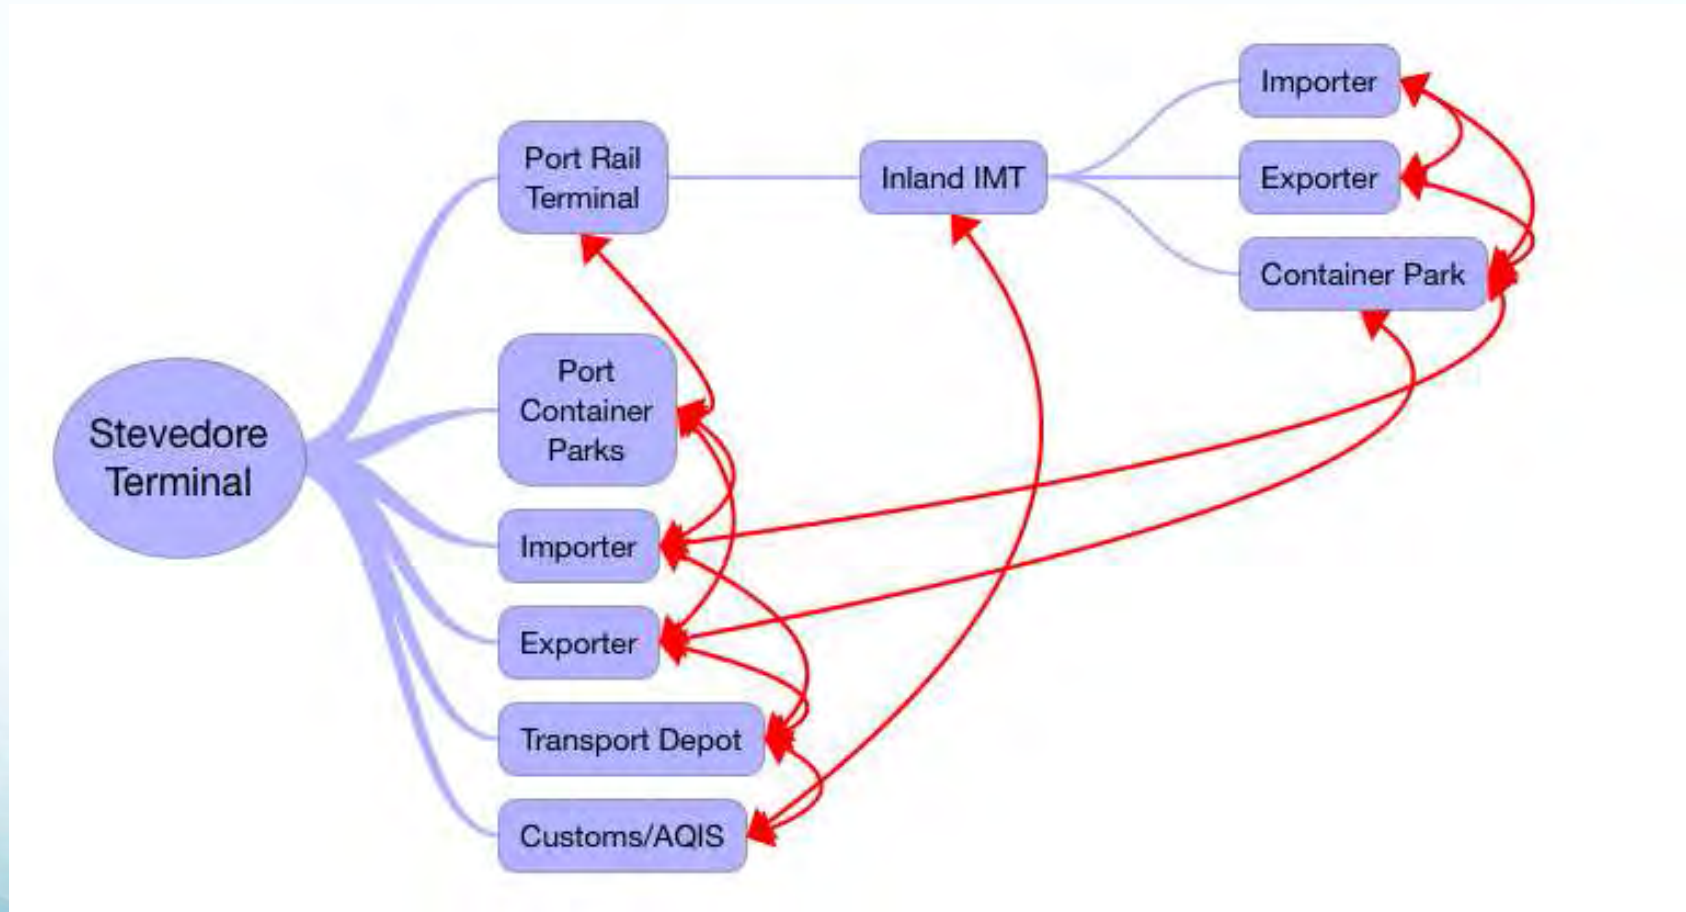 Stevedore
Terminal
Port Rail
Terminal
Port
Container
Parks
Importer
Exporter
Transport Depot
Customs/AQIS
Inland IMT
Importer
Exporter
Container Park